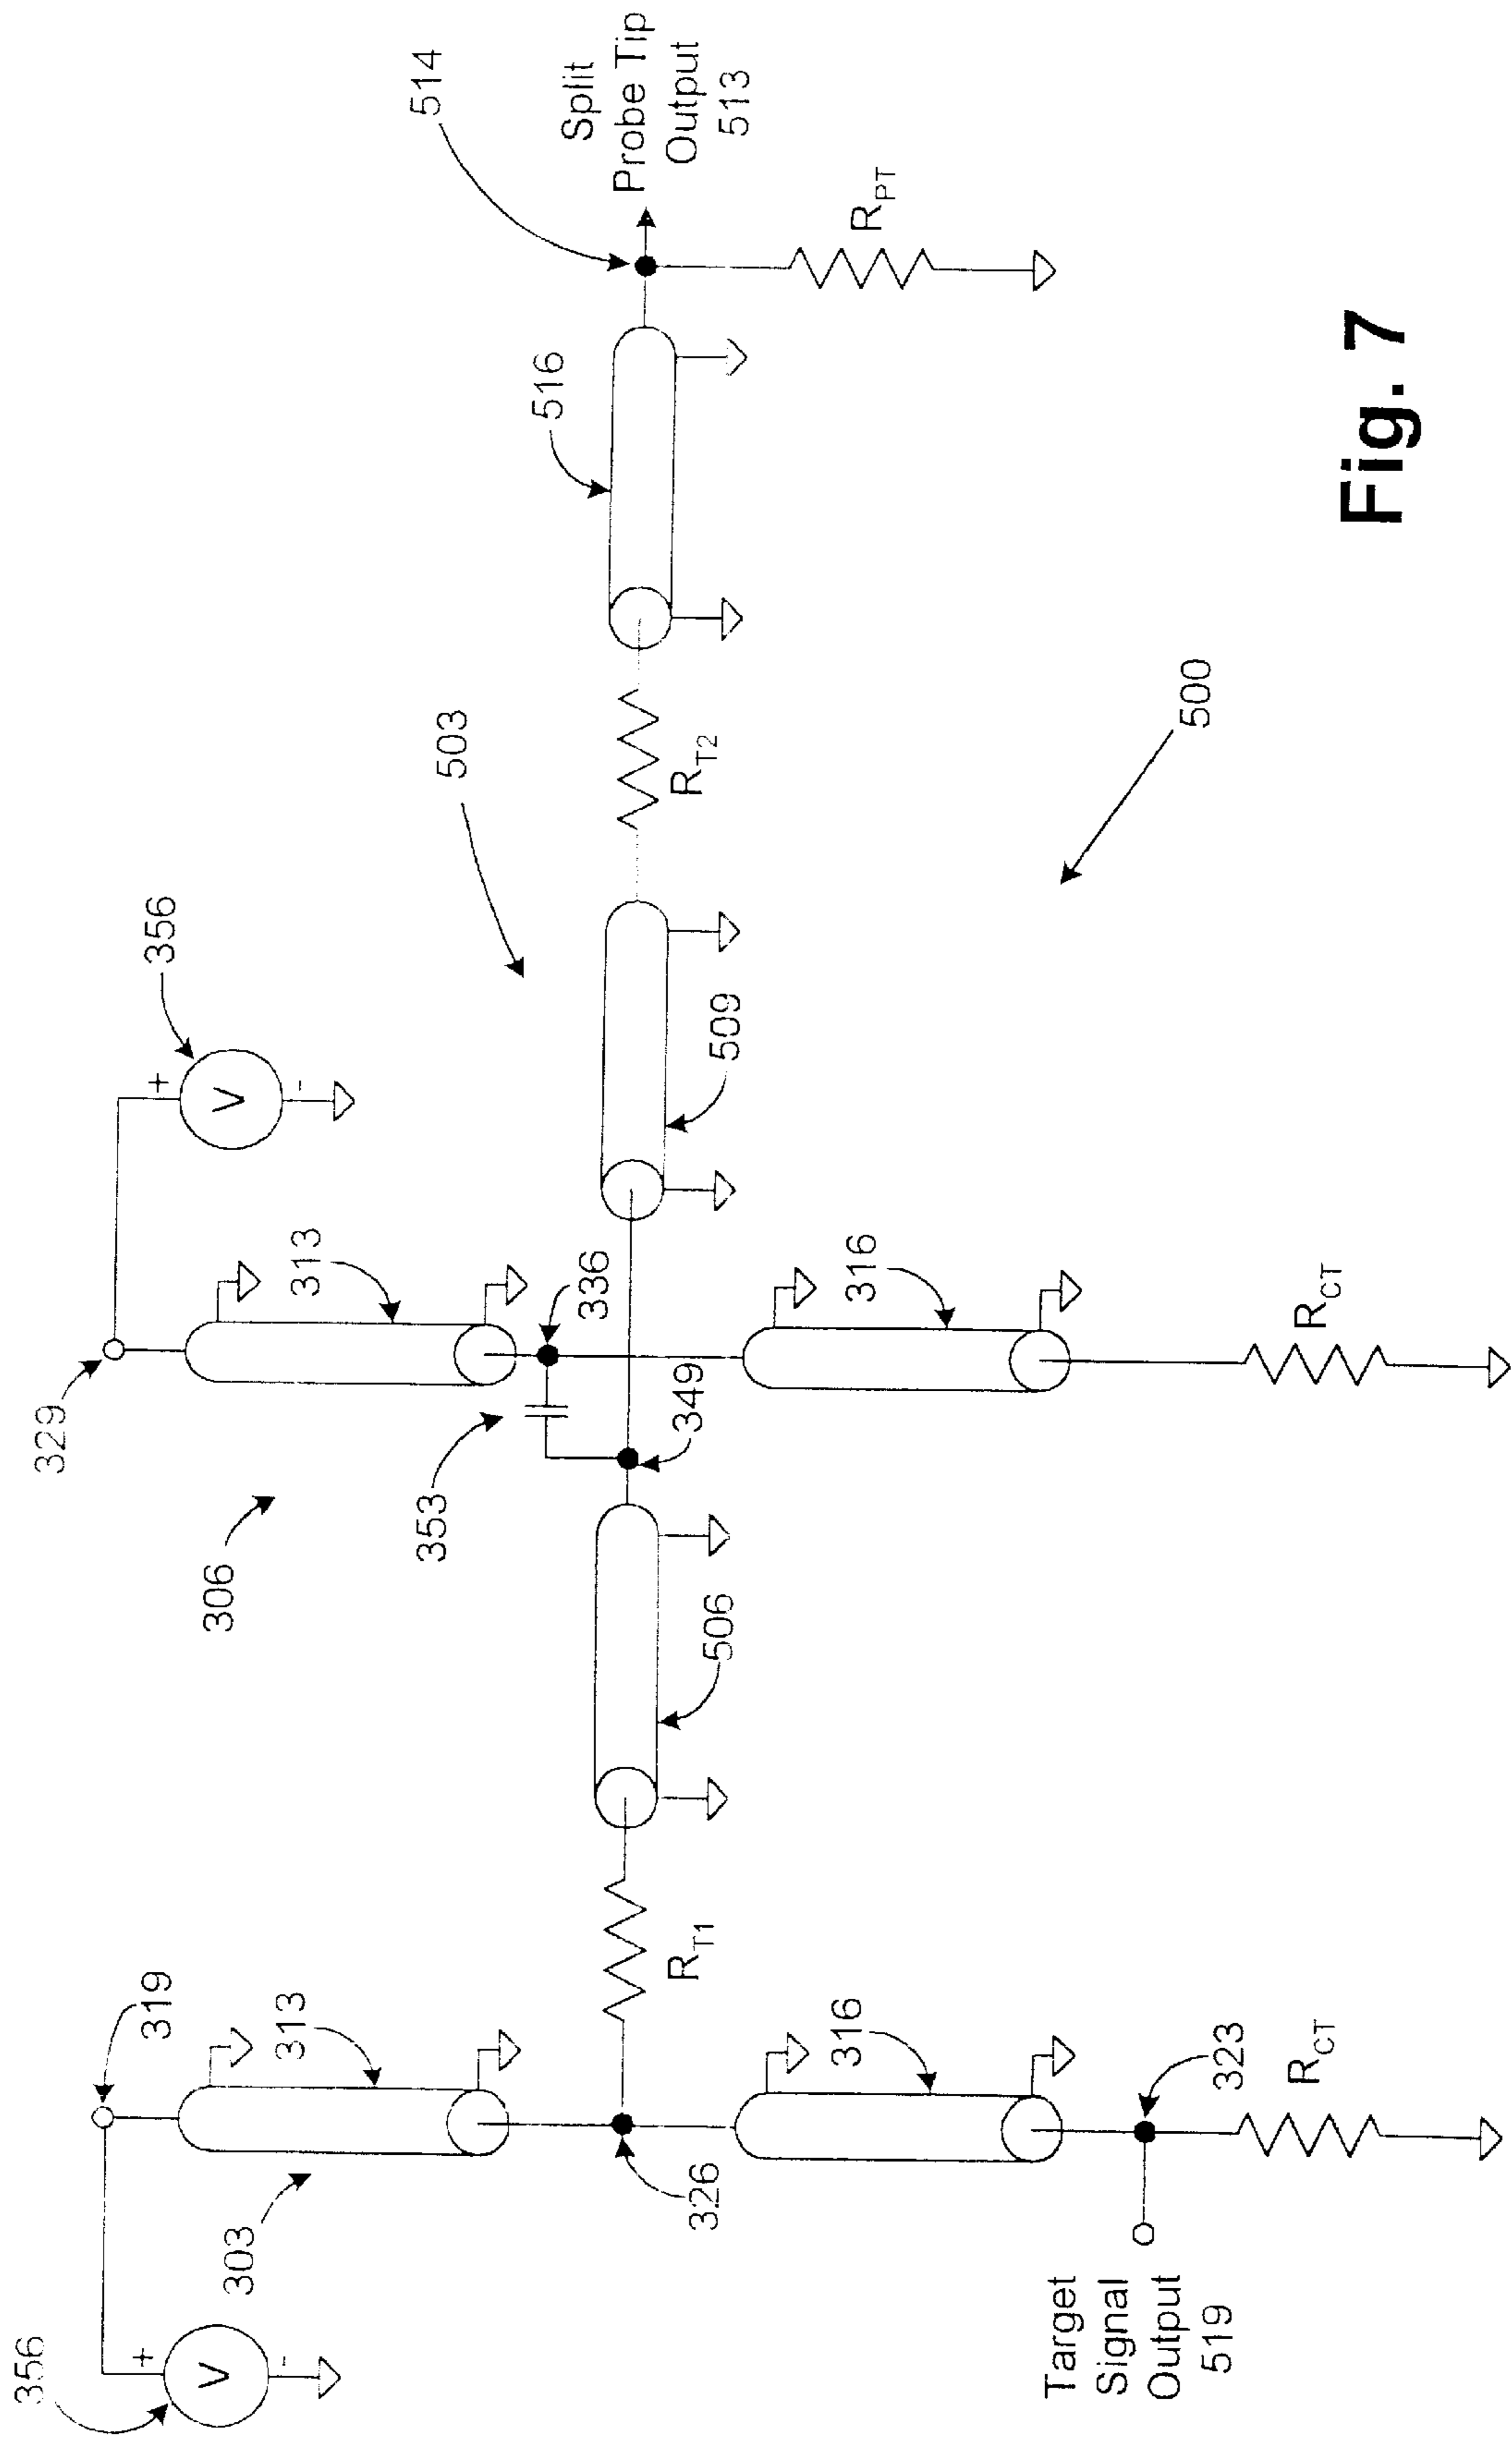 356
+
V
-
319
303
313
326
316
Target
Signal
Output
519
323
R_CT
R_T1
506
306
329
353
349
336
313
316
R_CT
356
+
V
-
509
503
R_T2
516
514
Split
Probe Tip
Output
513
R_PT
500
Fig. 7